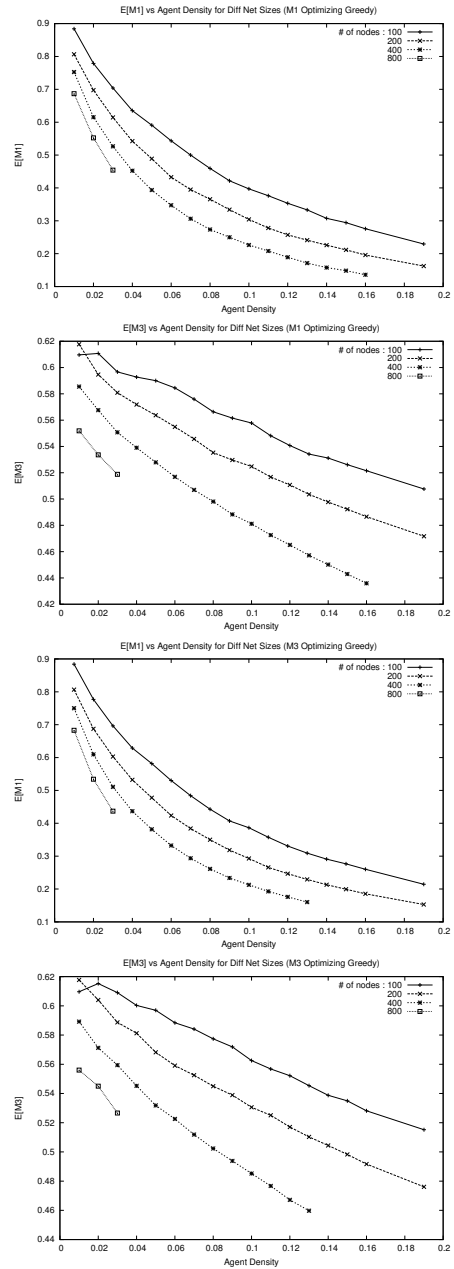 E[M1] vs Agent Density for Diff Net Sizes (M1 Optimizing Greedy)
# of nodes : 100
200
400
800
0.9
0.8
0.7
0.6
0.5
0.4
0.3
0.2
0.1
E[M1]
0 0.02 0.04 0.06 0.08 0.1 0.12 0.14 0.16 0.18 0.2
Agent Density
E[M3] vs Agent Density for Diff Net Sizes (M1 Optimizing Greedy)
# of nodes : 100
200
400
800
0.62
0.6
0.58
0.56
0.54
0.52
0.5
0.48
0.46
0.44
0.42
E[M3]
0 0.02 0.04 0.06 0.08 0.1 0.12 0.14 0.16 0.18 0.2
Agent Density
E[M1] vs Agent Density for Diff Net Sizes (M3 Optimizing Greedy)
# of nodes : 100
200
400
800
0.9
0.8
0.7
0.6
0.5
0.4
0.3
0.2
0.1
E[M1]
0 0.02 0.04 0.06 0.08 0.1 0.12 0.14 0.16 0.18 0.2
Agent Density
E[M3] vs Agent Density for Diff Net Sizes (M3 Optimizing Greedy)
# of nodes : 100
200
400
800
0.62
0.6
0.58
0.56
0.54
0.52
0.5
0.48
0.46
0.44
E[M3]
0 0.02 0.04 0.06 0.08 0.1 0.12 0.14 0.16 0.18 0.2
Agent Density